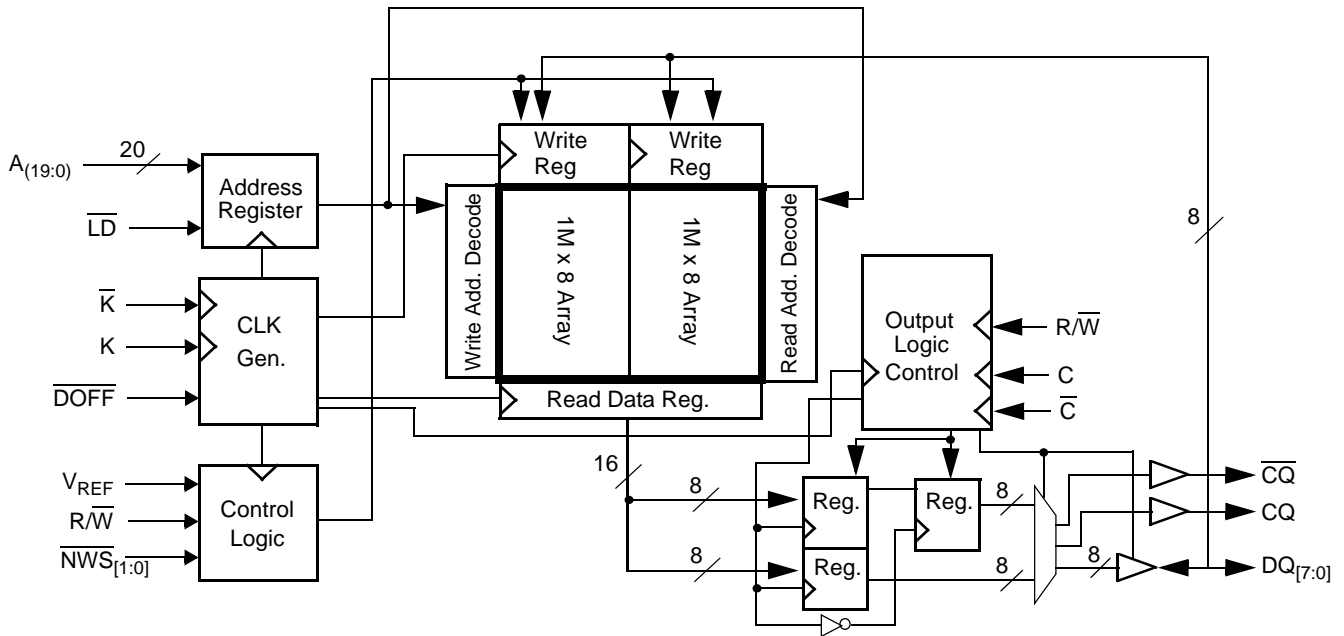 A(19:0)
20
LD
K
K
DOFF
VREF
R/W
NWS[1:0]
Address
Register
CLK
Gen.
Control
Logic
Write
Reg
Write
Reg
Write Add. Decode
1M x 8 Array
1M x 8 Array
Read Add. Decode
Read Data Reg.
16
8
8
Output
Logic
Control
R/W
C
C
8
Reg.
Reg.
Reg.
8
8
8
CQ
CQ
DQ[7:0]